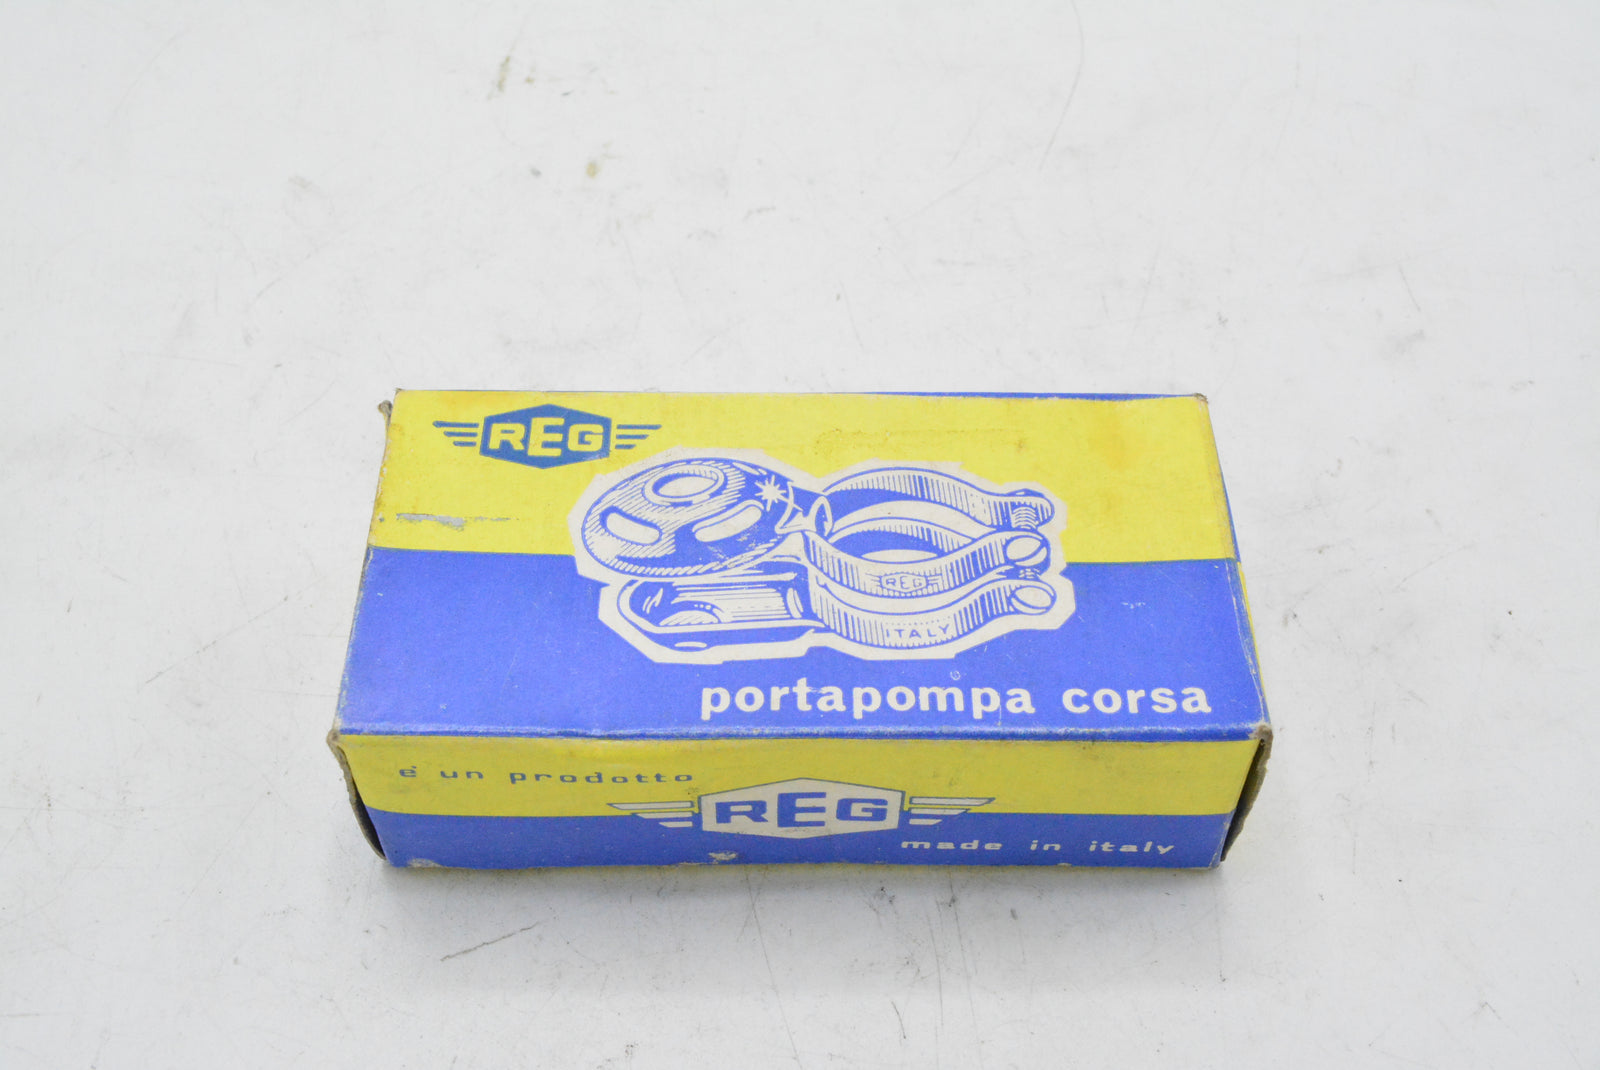 REG
REG
ITALY
portapompa corsa
e' un prodotto
REG
made in italy